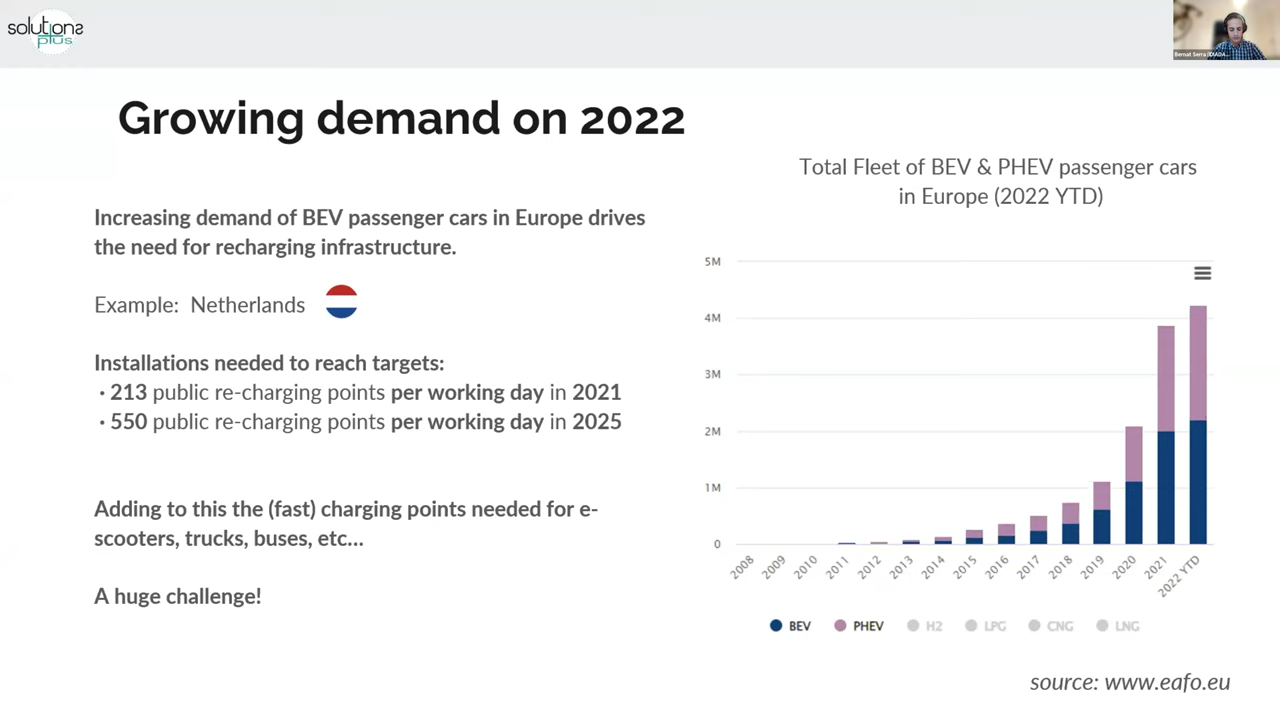 solutions
plus
Bernat Serra (IDIADA...
Growing demand on 2022
Total Fleet of BEV & PHEV passenger cars
in Europe (2022 YTD)
Increasing demand of BEV passenger cars in Europe drives
the need for recharging infrastructure.
Example: Netherlands
Installations needed to reach targets:
· 213 public re-charging points per working day in 2021
· 550 public re-charging points per working day in 2025
Adding to this the (fast) charging points needed for e-
scooters, trucks, buses, etc...
A huge challenge!
5M
4M
3M
2M
1M
0
2008
2009
2010
2011
2012
2013
2014
2015
2016
2017
2018
2019
2020
2021
2022 YTD
BEV PHEV H2 LPG CNG LNG
source: www.eafo.eu